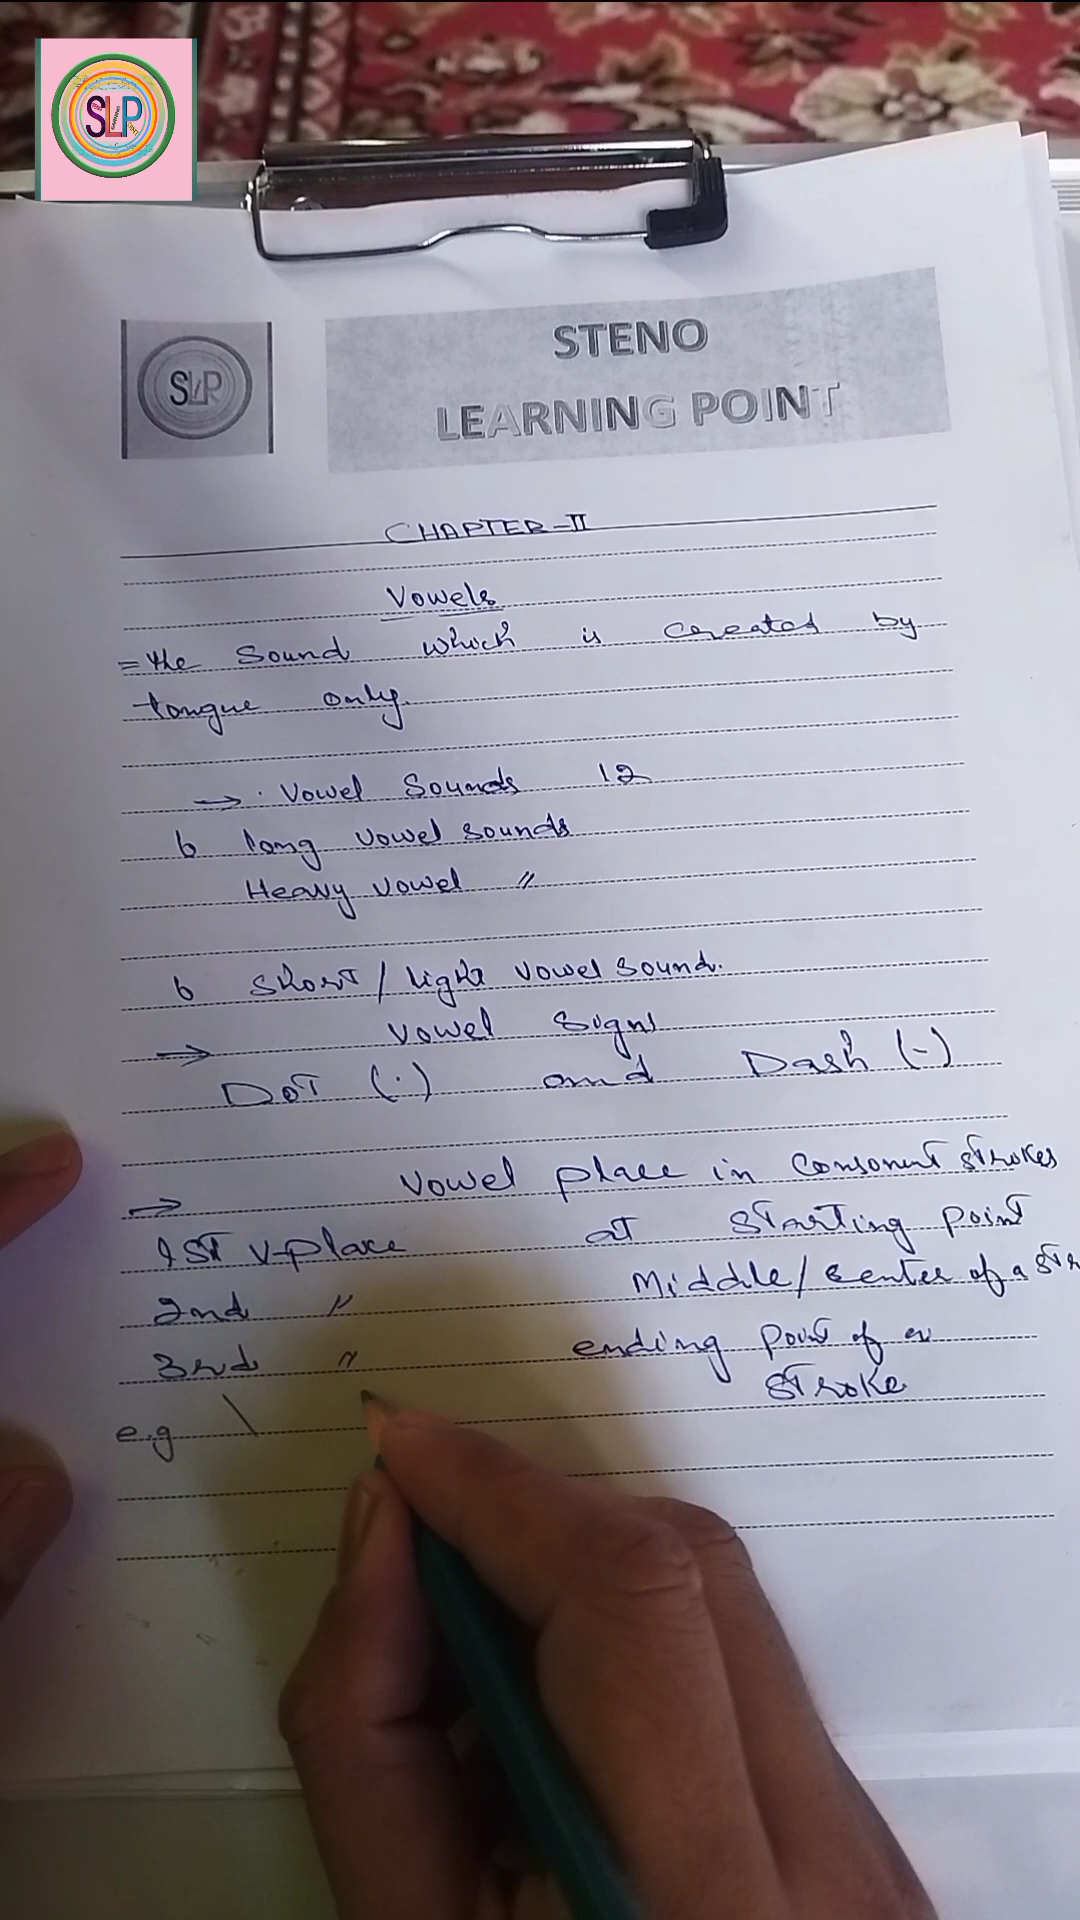 SLP
SLP
STENO
LEARNING POINT
CHAPTER-II
Vowels
= the Sound which is created by
tongue only.
→ Vowel Sounds 12
6 long vowel sounds
Heavy vowel "
6 short / light vowel sound.
→ vowel signs
DOT (.) and Dash (-)
→ vowel place in Consonent strokes
1ST V-place at starting point
2nd " Middle/center of a str
3rd " ending point of a
stroke
e.g \